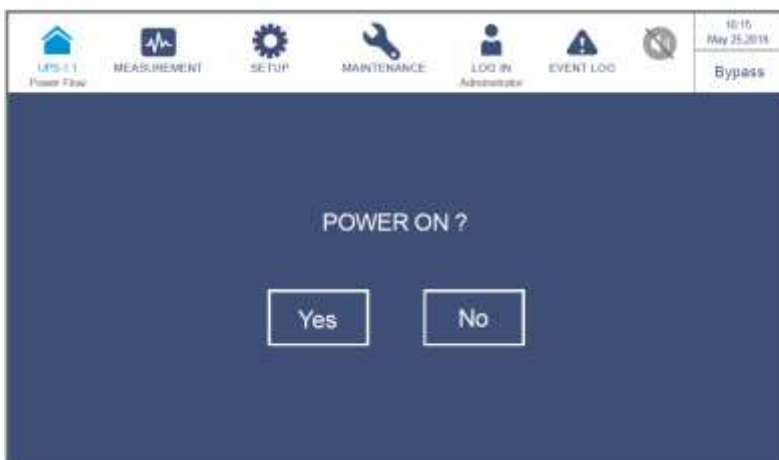 UPS-1.1
Power Flow
MEASUREMENT
SETUP
MAINTENANCE
LOG IN
Administrator
EVENT LOG
10:15
May 25,2016
Bypass
POWER ON ?
Yes
No